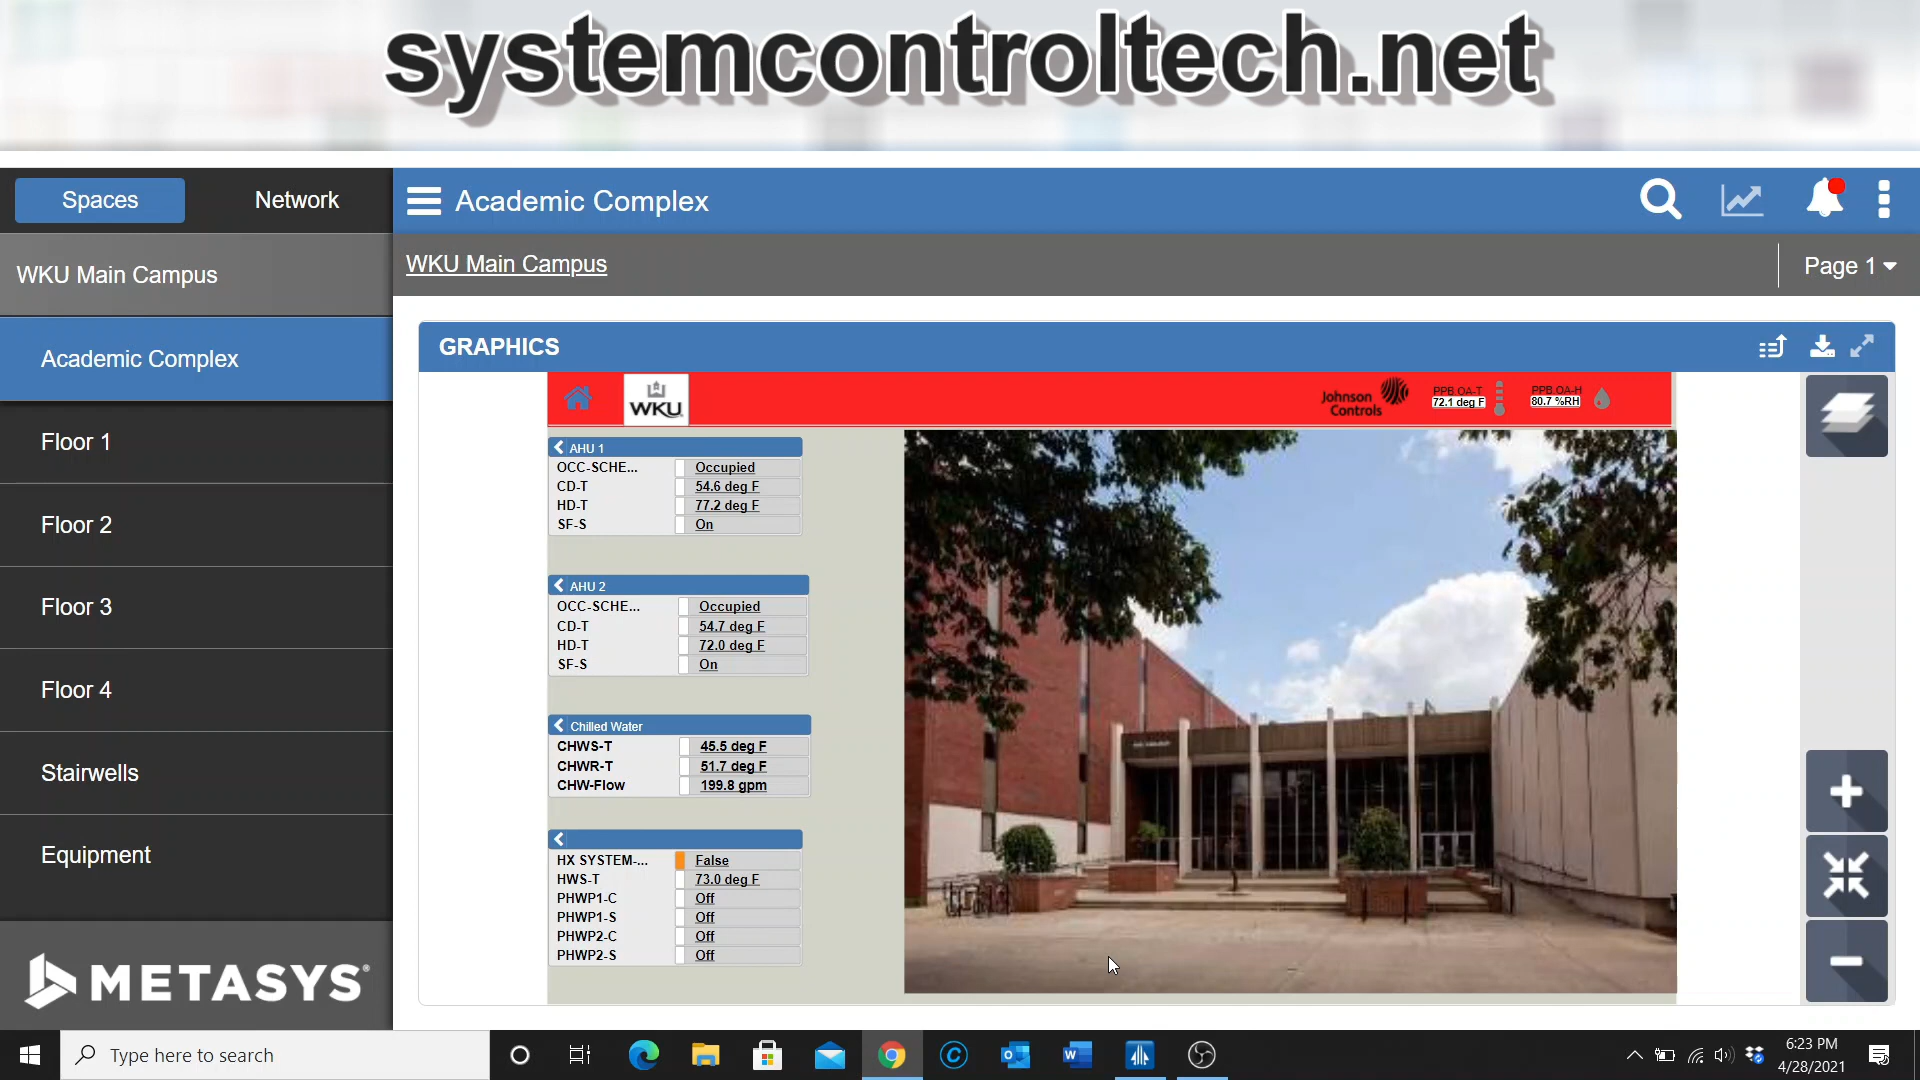 systemcontroltech.net
Spaces
Network
Academic Complex
WKU Main Campus
WKU Main Campus
Page 1
Academic Complex
Floor 1
Floor 2
Floor 3
Floor 4
Stairwells
Equipment
METASYS
GRAPHICS
WKU
Johnson
Controls
PPB OA-T
72.1 deg F
PPB OA-H
80.7 %RH
AHU 1
OCC-SCHE... Occupied
CD-T 54.6 deg F
HD-T 77.2 deg F
SF-S On
AHU 2
OCC-SCHE... Occupied
CD-T 54.7 deg F
HD-T 72.0 deg F
SF-S On
Chilled Water
CHWS-T 45.5 deg F
CHWR-T 51.7 deg F
CHW-Flow 199.8 gpm
HX SYSTEM-... False
HWS-T 73.0 deg F
PHWP1-C Off
PHWP1-S Off
PHWP2-C Off
PHWP2-S Off
Type here to search
6:23 PM
4/28/2021